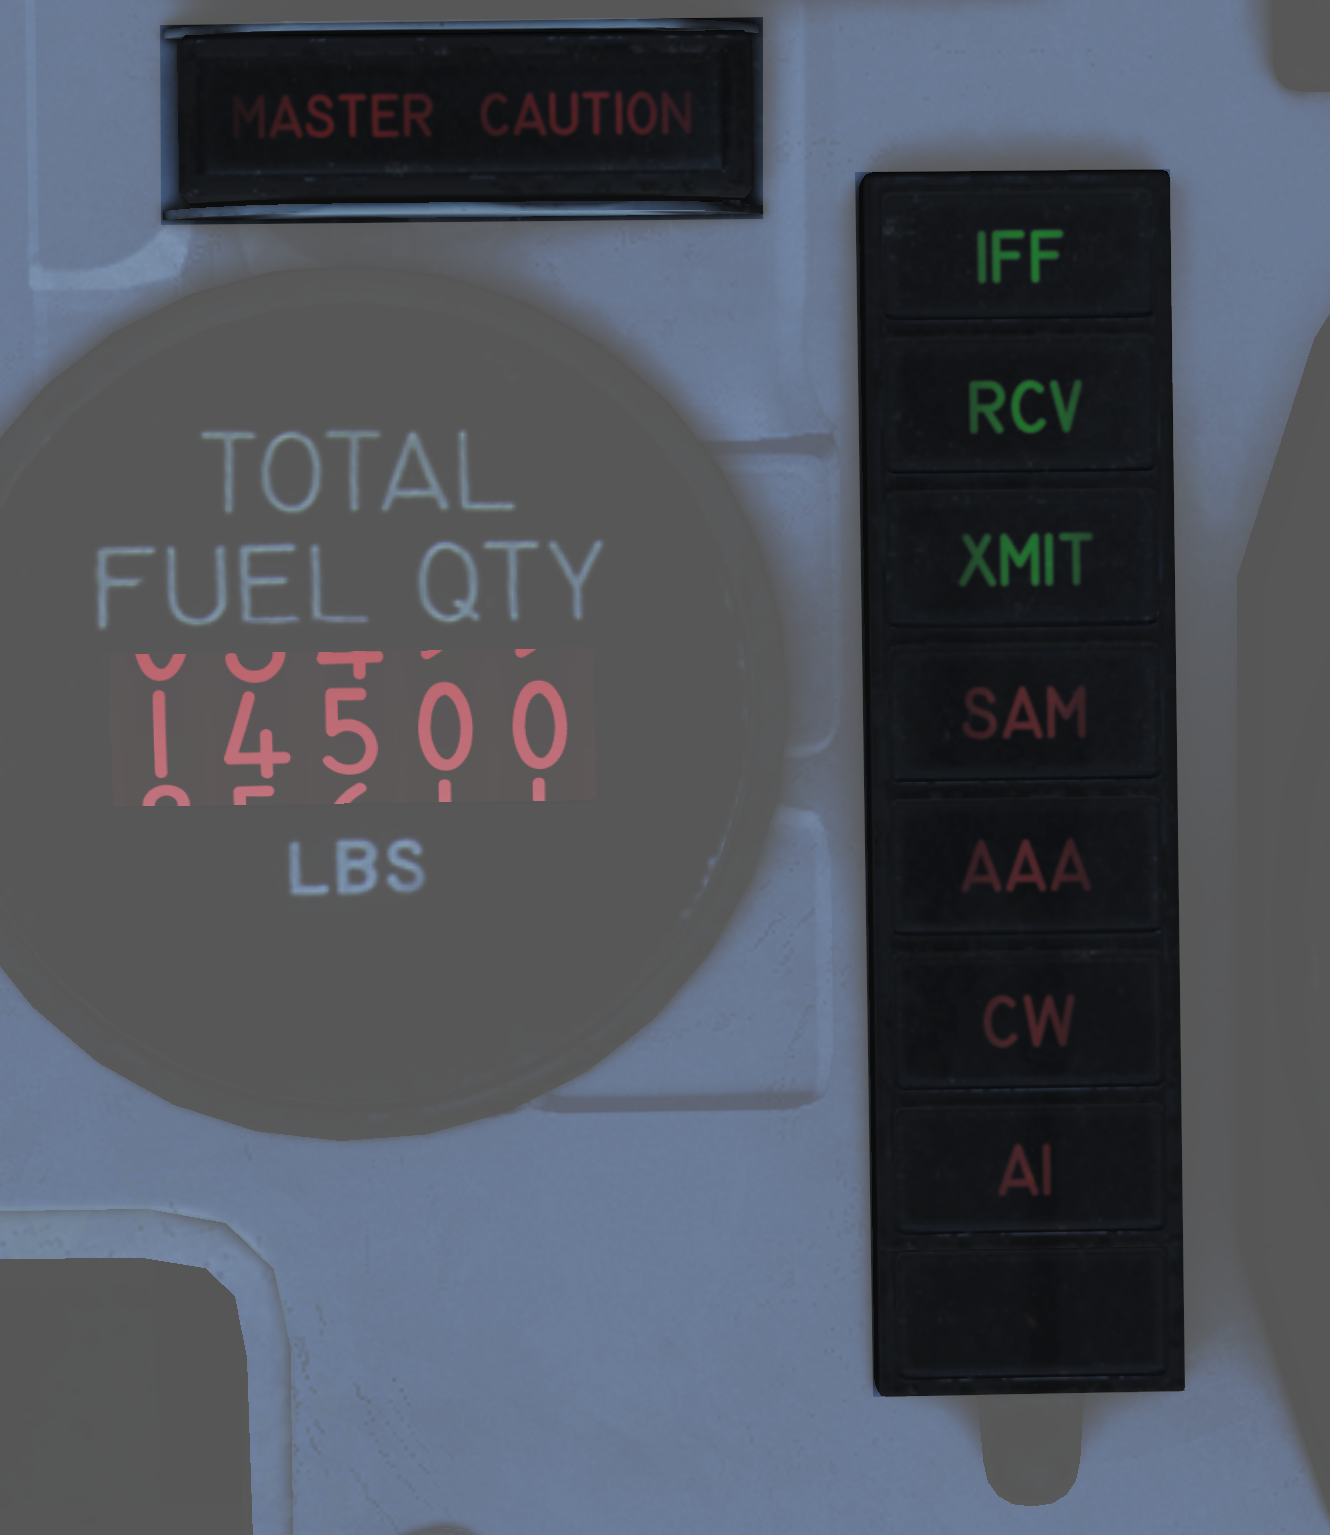 MASTER CAUTION
IFF
RCV
XMIT
SAM
AAA
CW
AI
TOTAL
FUEL QTY
14500
LBS